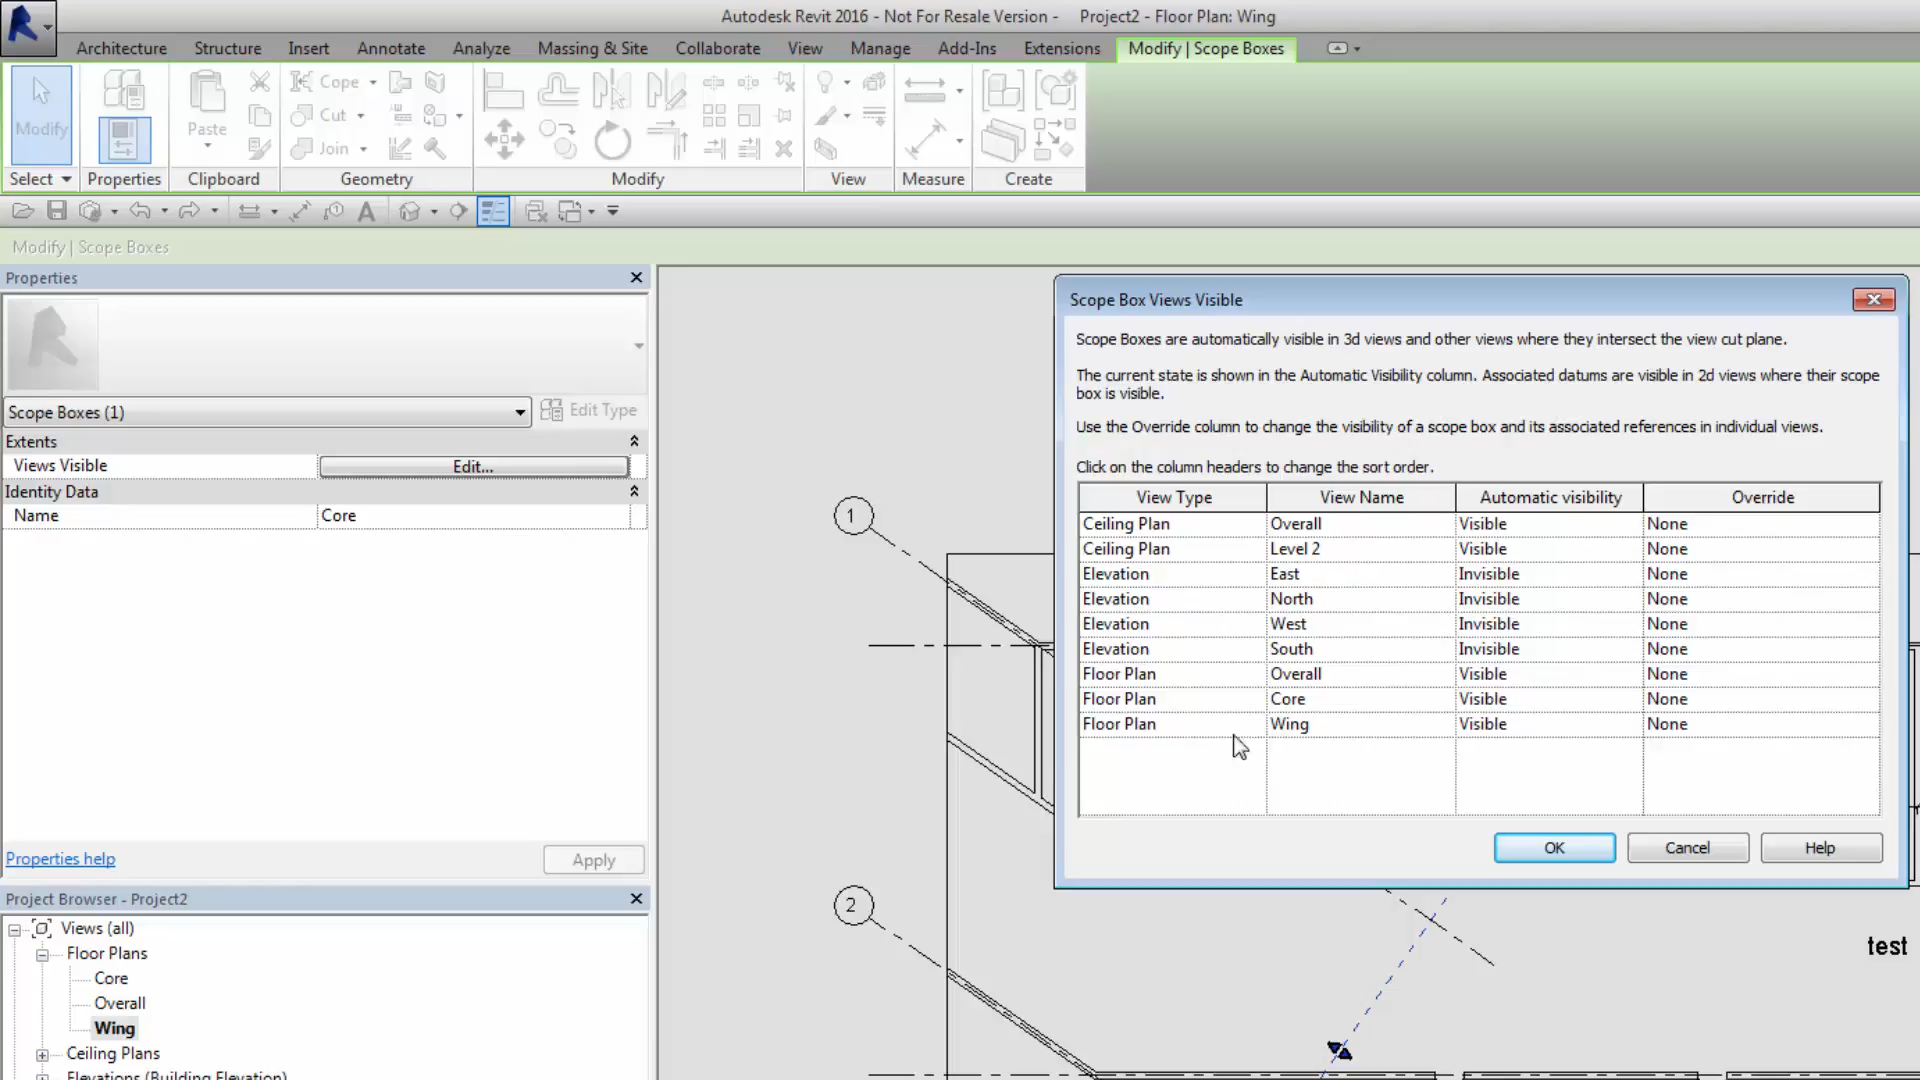 Autodesk Revit 2016 - Not For Resale Version - Project2 - Floor Plan: Wing
Architecture Structure Insert Annotate Analyze Massing & Site Collaborate View Manage Add-Ins Extensions Modify | Scope Boxes
Modify Paste Cope Cut Join
Select Properties Clipboard Geometry Modify View Measure Create
Modify | Scope Boxes
Properties
Scope Boxes (1) Edit Type
Extents
Views Visible Edit...
Identity Data
Name Core
Properties help Apply
Project Browser - Project2
Views (all)
Floor Plans
Core
Overall
Wing
Ceiling Plans
Elevations (Building Elevation)
1
2
test
Scope Box Views Visible
Scope Boxes are automatically visible in 3d views and other views where they intersect the view cut plane.
The current state is shown in the Automatic Visibility column. Associated datums are visible in 2d views where their scope
box is visible.
Use the Override column to change the visibility of a scope box and its associated references in individual views.
Click on the column headers to change the sort order.
View Type View Name Automatic visibility Override
Ceiling Plan Overall Visible None
Ceiling Plan Level 2 Visible None
Elevation East Invisible None
Elevation North Invisible None
Elevation West Invisible None
Elevation South Invisible None
Floor Plan Overall Visible None
Floor Plan Core Visible None
Floor Plan Wing Visible None
OK Cancel Help